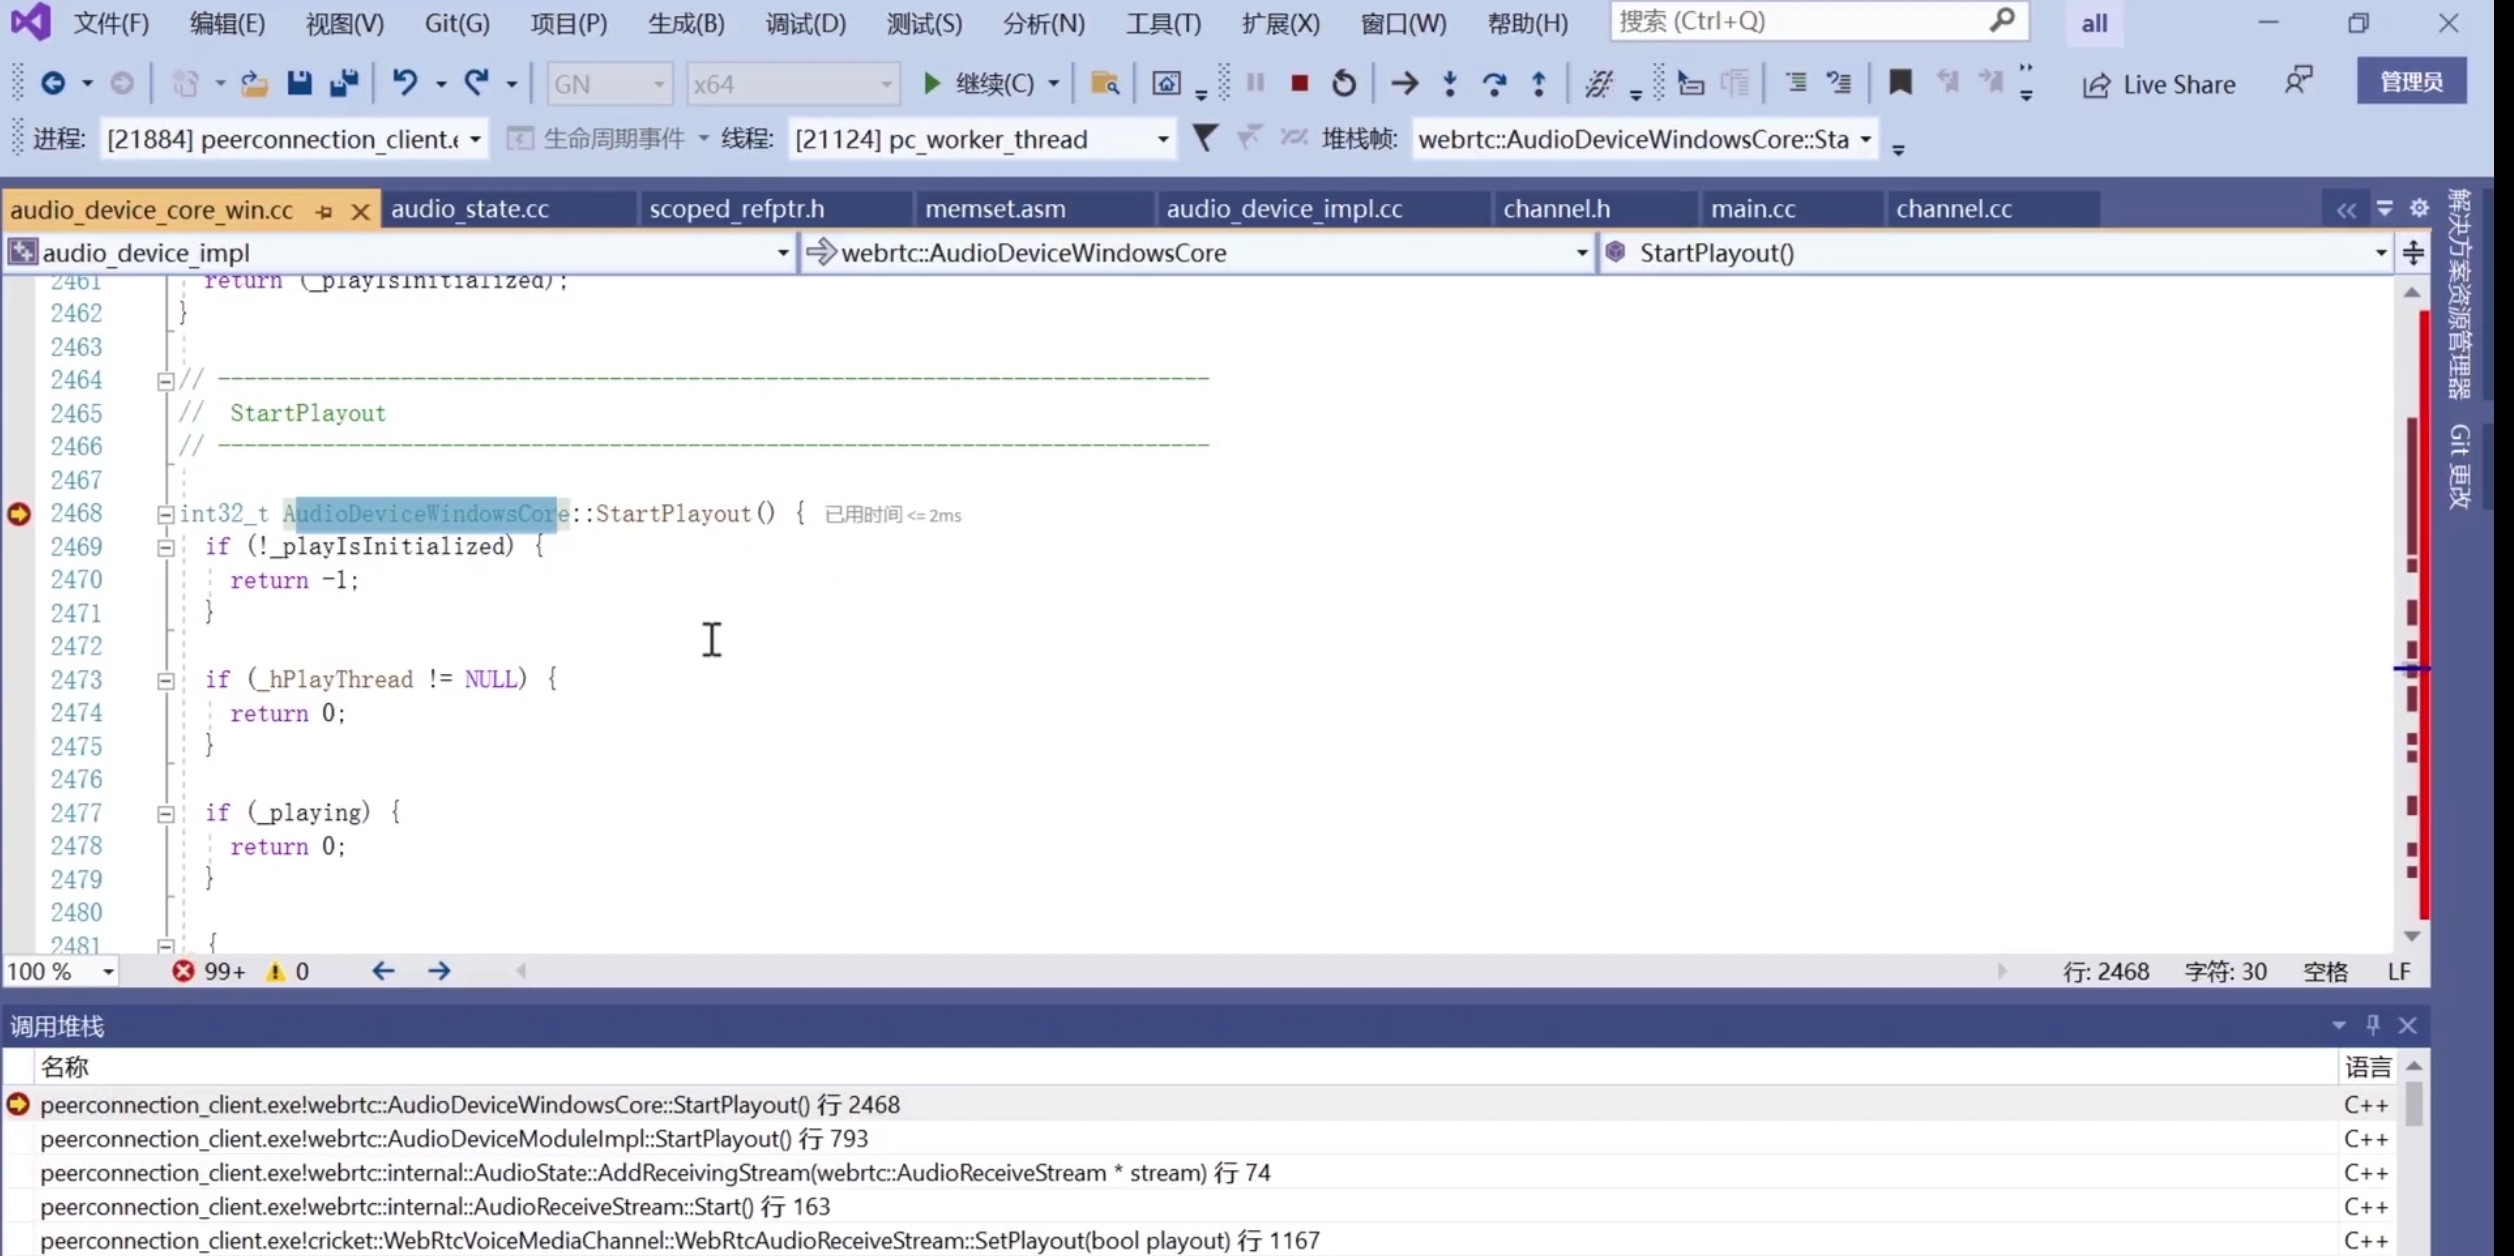 文件(F) 编辑(E) 视图(V) Git(G) 项目(P) 生成(B) 调试(D) 测试(S) 分析(N) 工具(T) 扩展(X) 窗口(W) 帮助(H) 搜索 (Ctrl+Q) all
GN x64 继续(C) Live Share 管理员
进程: [21884] peerconnection_client.e 生命周期事件 线程: [21124] pc_worker_thread 堆栈帧: webrtc::AudioDeviceWindowsCore::Sta
audio_device_core_win.cc audio_state.cc scoped_refptr.h memset.asm audio_device_impl.cc channel.h main.cc channel.cc
audio_device_impl webrtc::AudioDeviceWindowsCore StartPlayout()
解决方案资源管理器
Git 更改
2461 return (_playIsInitialized);
2462 }
2463
2464 // ----------------------------------------------------------------------------
2465 // StartPlayout
2466 // ----------------------------------------------------------------------------
2467
2468 int32_t AudioDeviceWindowsCore::StartPlayout() { 已用时间 <= 2ms
2469 if (!_playIsInitialized) {
2470 return -1;
2471 }
2472
2473 if (_hPlayThread != NULL) {
2474 return 0;
2475 }
2476
2477 if (_playing) {
2478 return 0;
2479 }
2480
2481 {
100 % 99+ 0 行: 2468 字符: 30 空格 LF
调用堆栈
名称 语言
peerconnection_client.exe!webrtc::AudioDeviceWindowsCore::StartPlayout() 行 2468 C++
peerconnection_client.exe!webrtc::AudioDeviceModuleImpl::StartPlayout() 行 793 C++
peerconnection_client.exe!webrtc::internal::AudioState::AddReceivingStream(webrtc::AudioReceiveStream * stream) 行 74 C++
peerconnection_client.exe!webrtc::internal::AudioReceiveStream::Start() 行 163 C++
peerconnection_client.exe!cricket::WebRtcVoiceMediaChannel::WebRtcAudioReceiveStream::SetPlayout(bool playout) 行 1167 C++